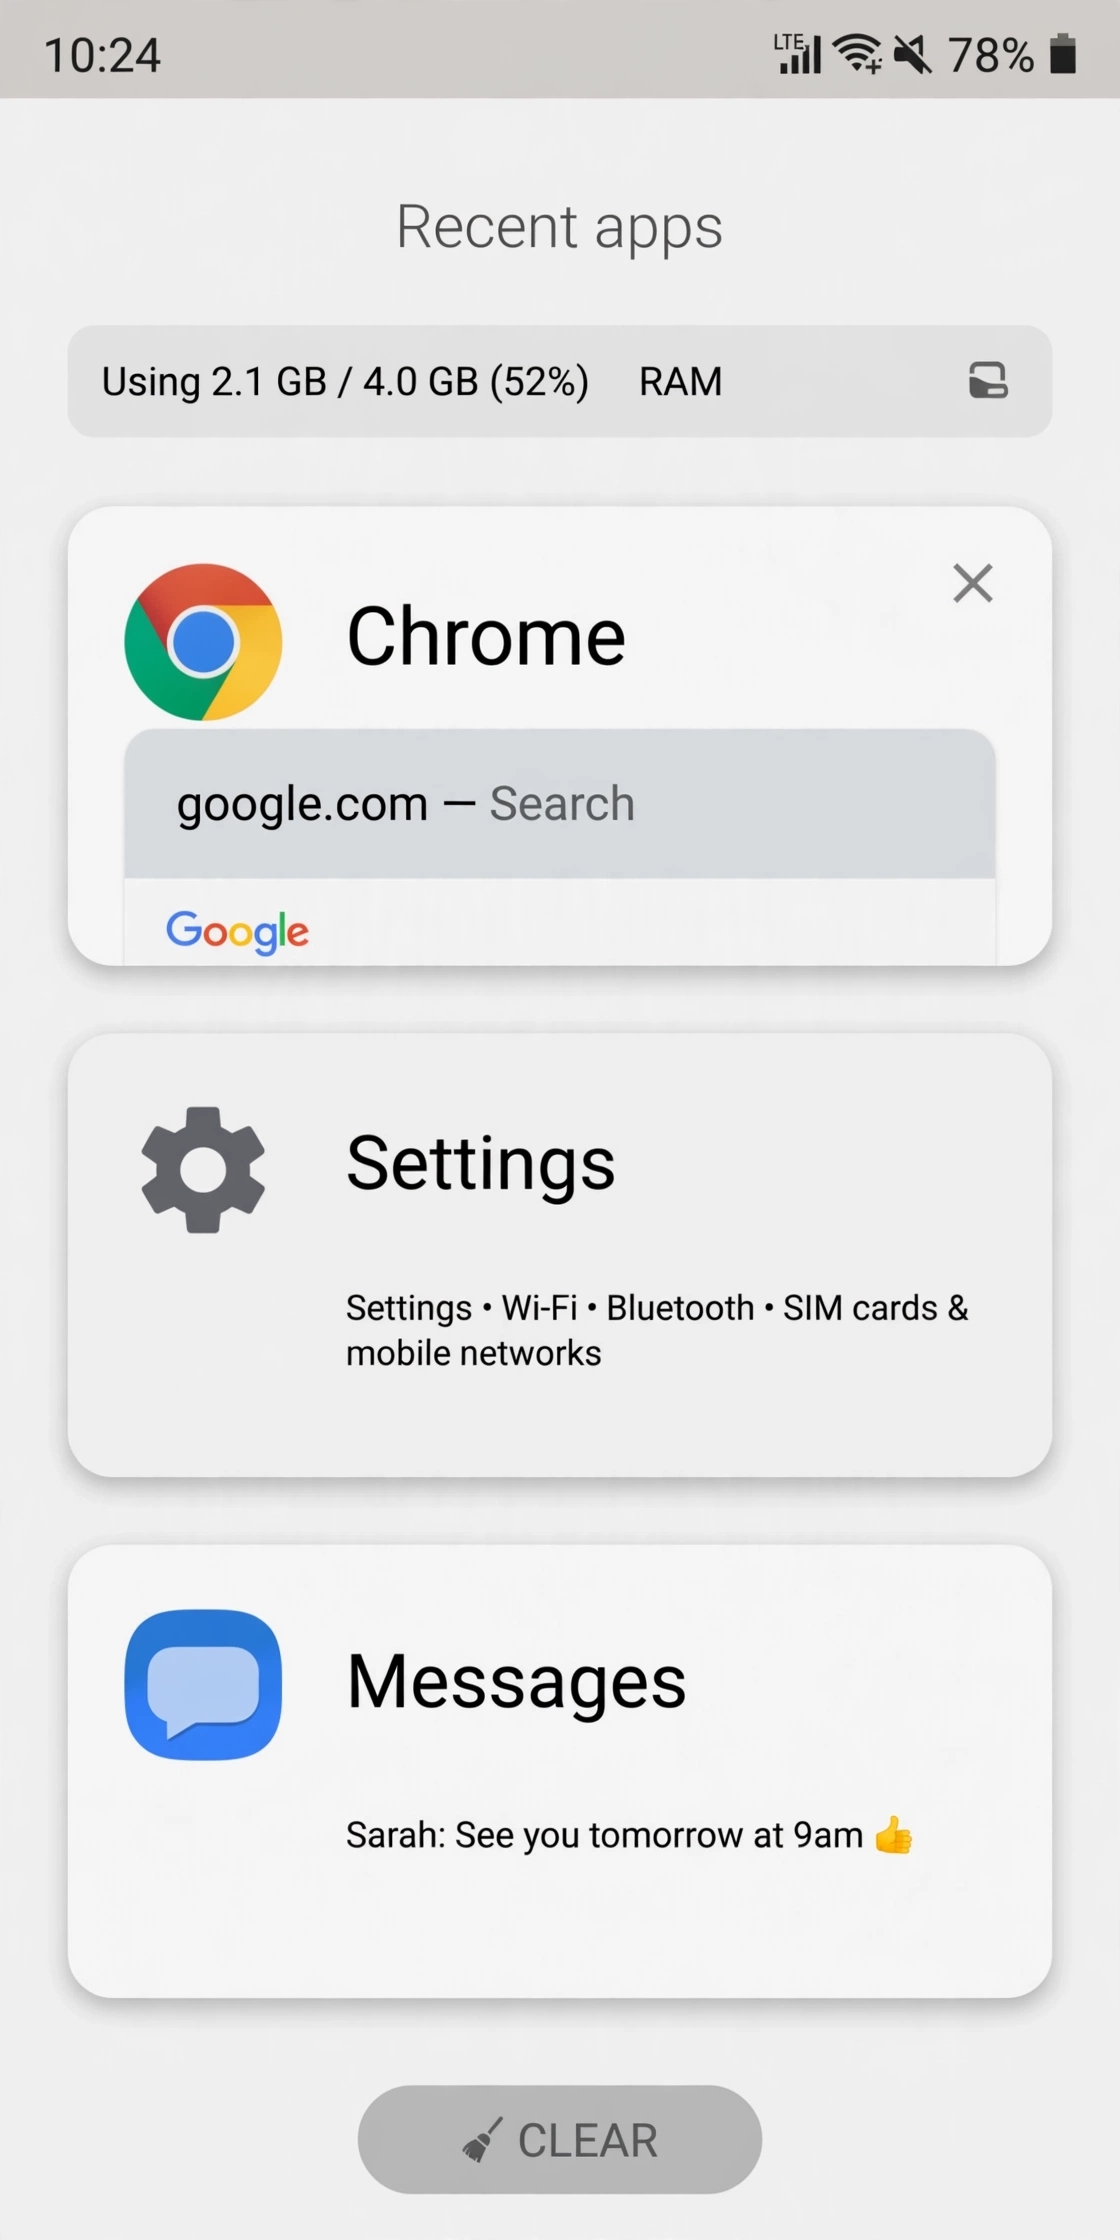 10:24 LTE 78%
Recent apps
Using 2.1 GB / 4.0 GB (52%) RAM
Chrome
google.com — Search
Google
Settings
Settings • Wi-Fi • Bluetooth • SIM cards &
mobile networks
Messages
Sarah: See you tomorrow at 9am 👍
CLEAR